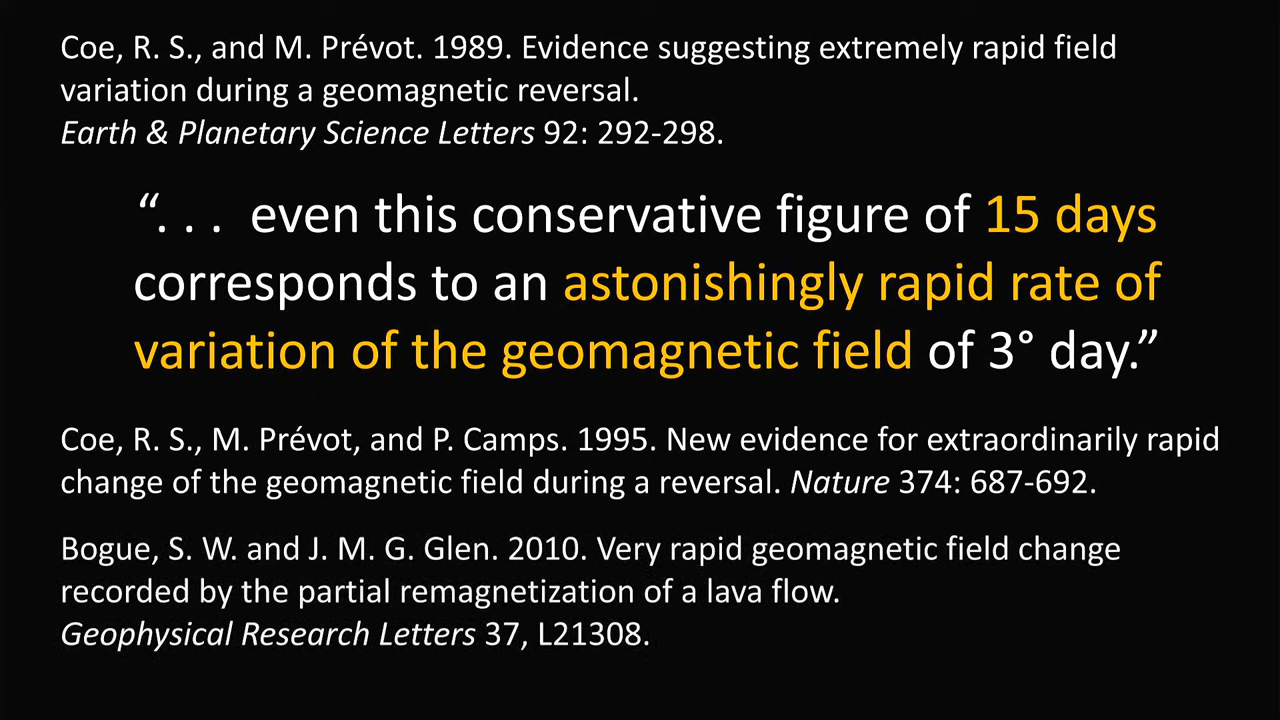 Coe, R. S., and M. Prévot. 1989. Evidence suggesting extremely rapid field
variation during a geomagnetic reversal.
Earth & Planetary Science Letters 92: 292-298.
“. . .  even this conservative figure of 15 days
corresponds to an astonishingly rapid rate of
variation of the geomagnetic field of 3° day.”
Coe, R. S., M. Prévot, and P. Camps. 1995. New evidence for extraordinarily rapid
change of the geomagnetic field during a reversal. Nature 374: 687-692.
Bogue, S. W. and J. M. G. Glen. 2010. Very rapid geomagnetic field change
recorded by the partial remagnetization of a lava flow.
Geophysical Research Letters 37, L21308.